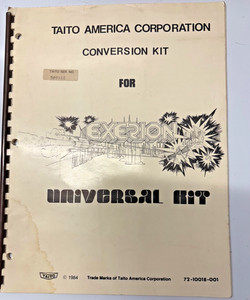 TAITO AMERICA CORPORATION
CONVERSION KIT
FOR
EXERION
UNIVERSAL KIT
TAITO
© 1984
Trade Marks of Taito America Corporation
72-10018-001